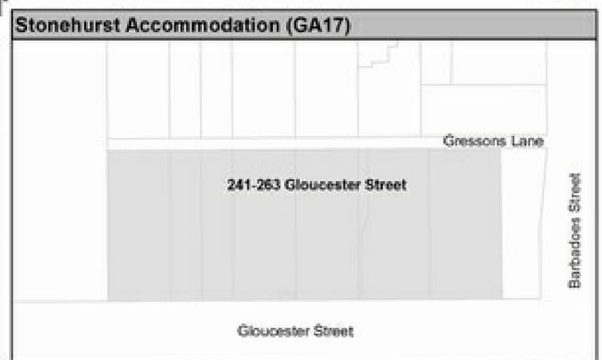 Stonehurst Accommodation (GA17)
Gressons Lane
241-263 Gloucester Street
Barbadoes Street
Gloucester Street